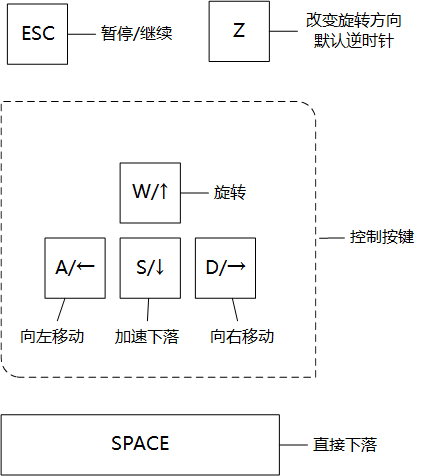 ESC
暂停/继续
Z
改变旋转方向
默认逆时针
W/↑
旋转
控制按键
A/←
S/↓
D/→
向左移动
加速下落
向右移动
SPACE
直接下落